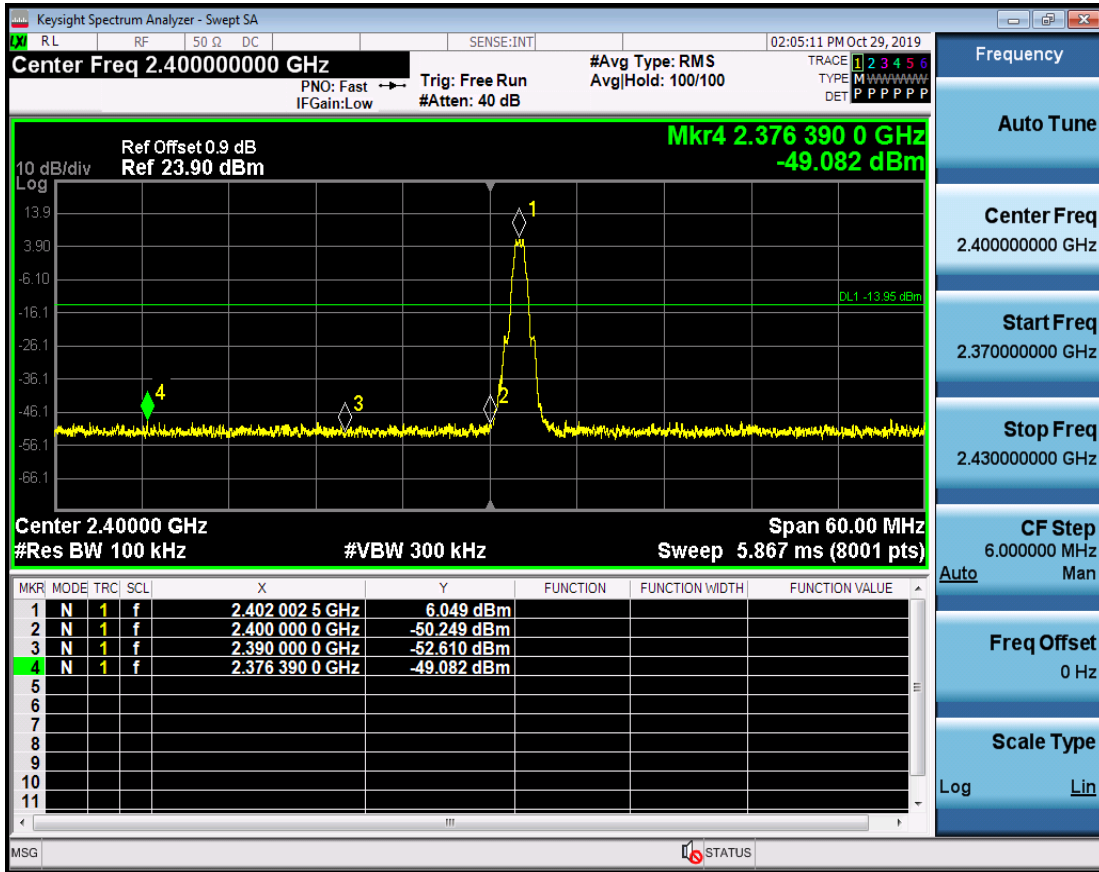 Keysight Spectrum Analyzer - Swept SA
LXI RL RF 50 Ω DC SENSE:INT 02:05:11 PM Oct 29, 2019
Center Freq 2.400000000 GHz
PNO: Fast
IFGain:Low
Trig: Free Run
#Atten: 40 dB
#Avg Type: RMS
Avg|Hold: 100/100
TRACE 1 2 3 4 5 6
TYPE M WWWWW
DET P P P P P P
Mkr4 2.376 390 0 GHz
-49.082 dBm
Ref Offset 0.9 dB
10 dB/div Ref 23.90 dBm
Log
13.9
3.90
-6.10
-16.1
-26.1
-36.1
-46.1
-56.1
-66.1
1
DL1 -13.95 dBm
4
3
2
Center 2.40000 GHz Span 60.00 MHz
#Res BW 100 kHz #VBW 300 kHz Sweep 5.867 ms (8001 pts)
MKR MODE TRC SCL X Y FUNCTION FUNCTION WIDTH FUNCTION VALUE
1 N 1 f 2.402 002 5 GHz 6.049 dBm
2 N 1 f 2.400 000 0 GHz -50.249 dBm
3 N 1 f 2.390 000 0 GHz -52.610 dBm
4 N 1 f 2.376 390 0 GHz -49.082 dBm
5
6
7
8
9
10
11
MSG STATUS
Frequency
Auto Tune
Center Freq
2.400000000 GHz
Start Freq
2.370000000 GHz
Stop Freq
2.430000000 GHz
CF Step
6.000000 MHz
Auto Man
Freq Offset
0 Hz
Scale Type
Log Lin